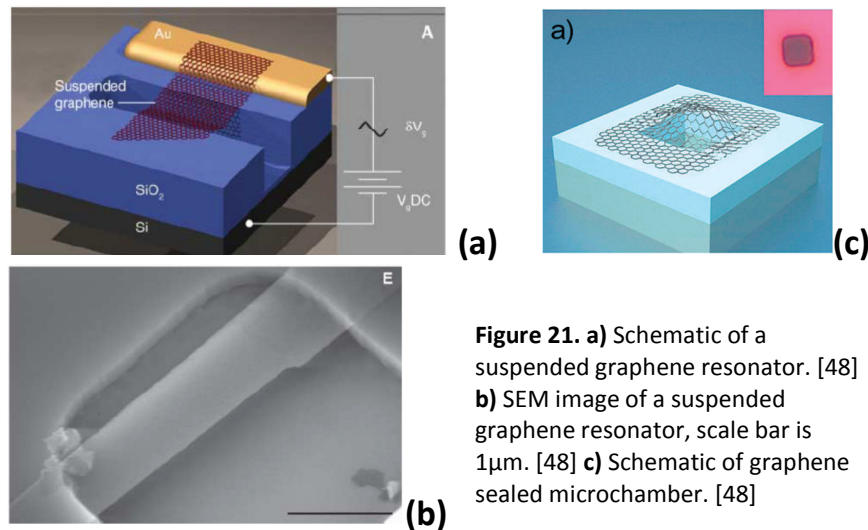 A
Au
Suspended
graphene
δVg
SiO2
VgDC
Si
(a)
a)
(c)
E
(b)
Figure 21. a) Schematic of a
suspended graphene resonator. [48]
b) SEM image of a suspended
graphene resonator, scale bar is
1μm. [48] c) Schematic of graphene
sealed microchamber. [48]